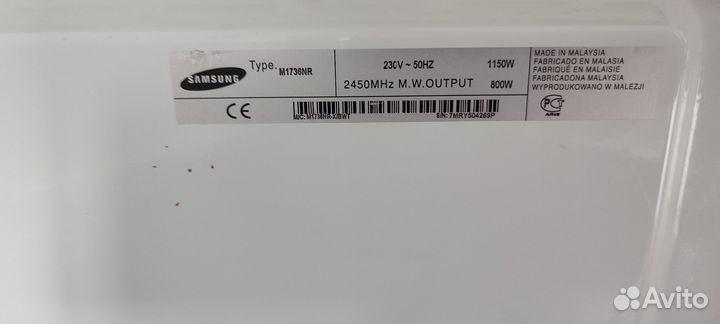 SAMSUNG
Type. M1736NR
230V ~ 50HZ 1150W
2450MHz M.W.OUTPUT 800W
MADE IN MALAYSIA
FABRICADO EN MALASIA
FABRIQUÉ EN MALAISIE
FABRICADONA MALAYSIA
WYPRODUKOWANO W MALEZJI
CE
M/C: M1736NR-X/BWT
S/N: 7MRY504269P
АЯ46
Avito